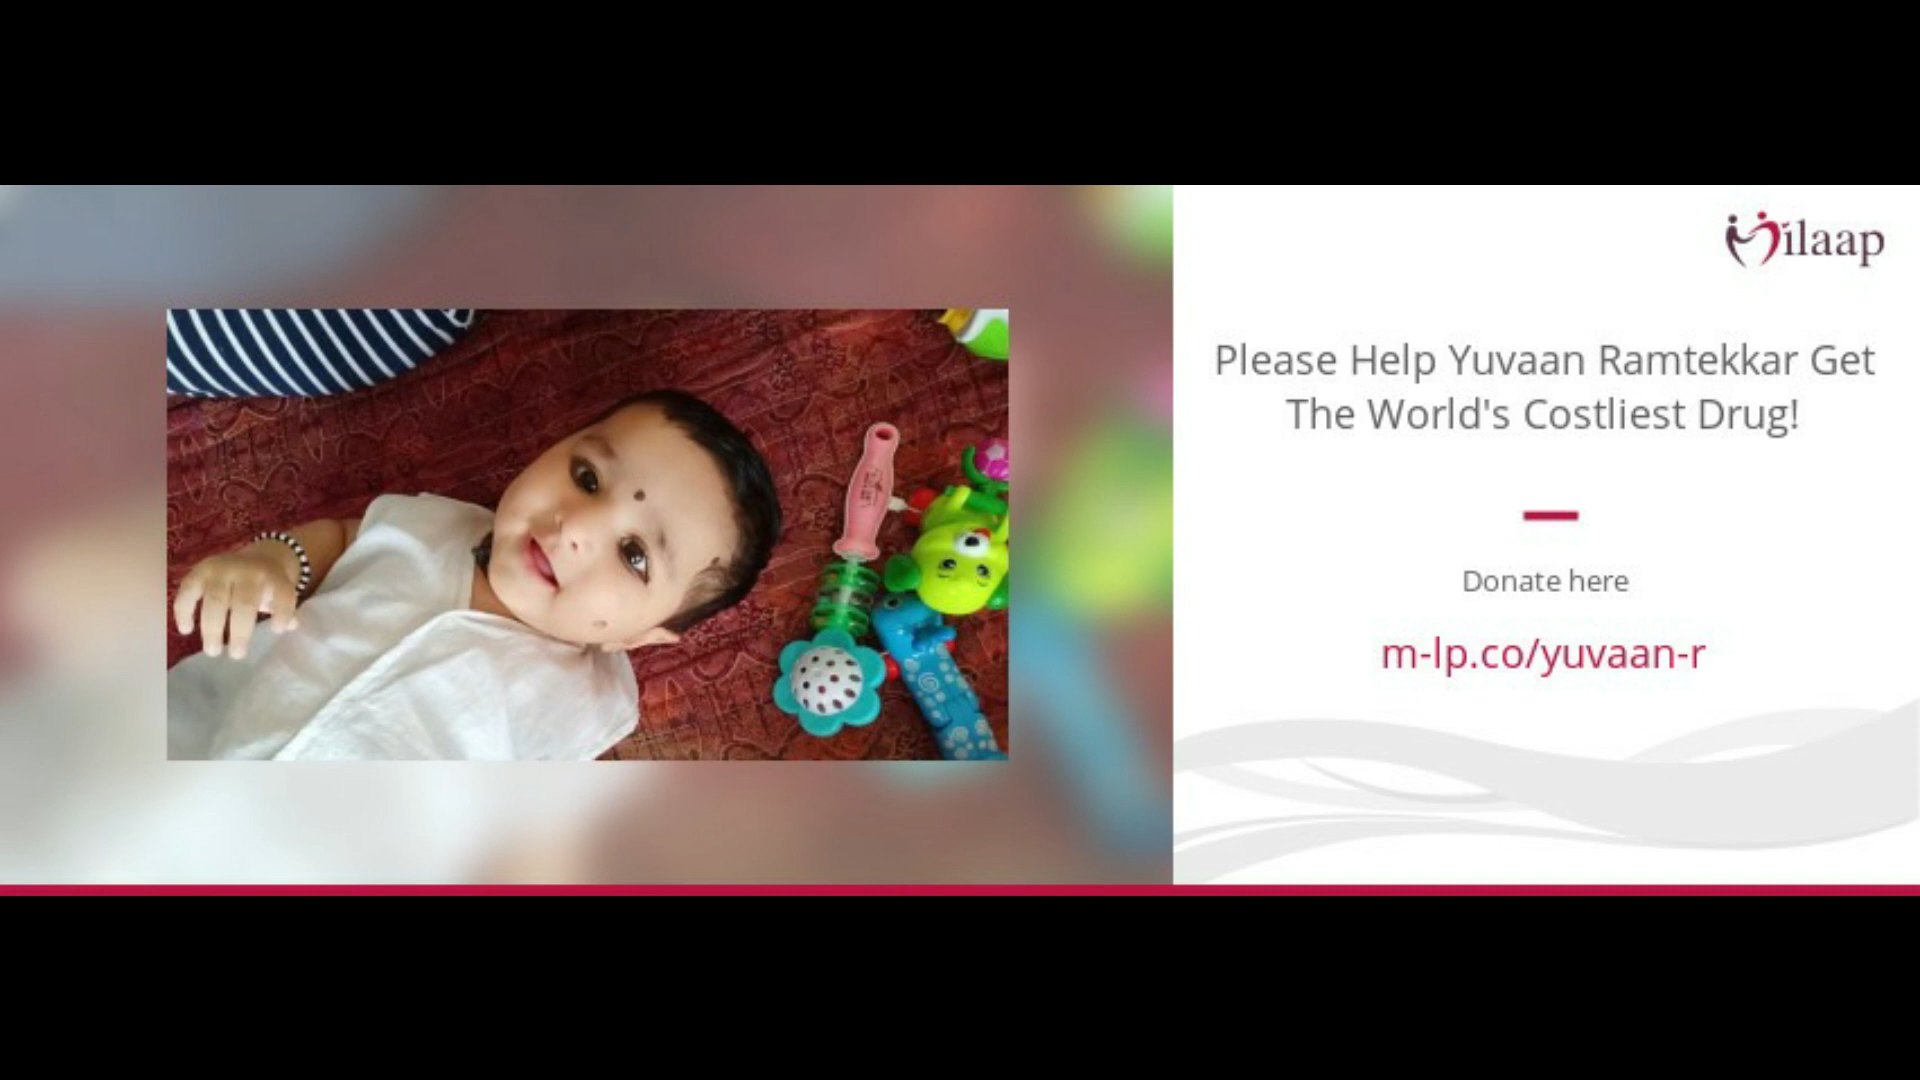 Milaap
Please Help Yuvaan Ramtekkar Get
The World's Costliest Drug!
Donate here
m-lp.co/yuvaan-r